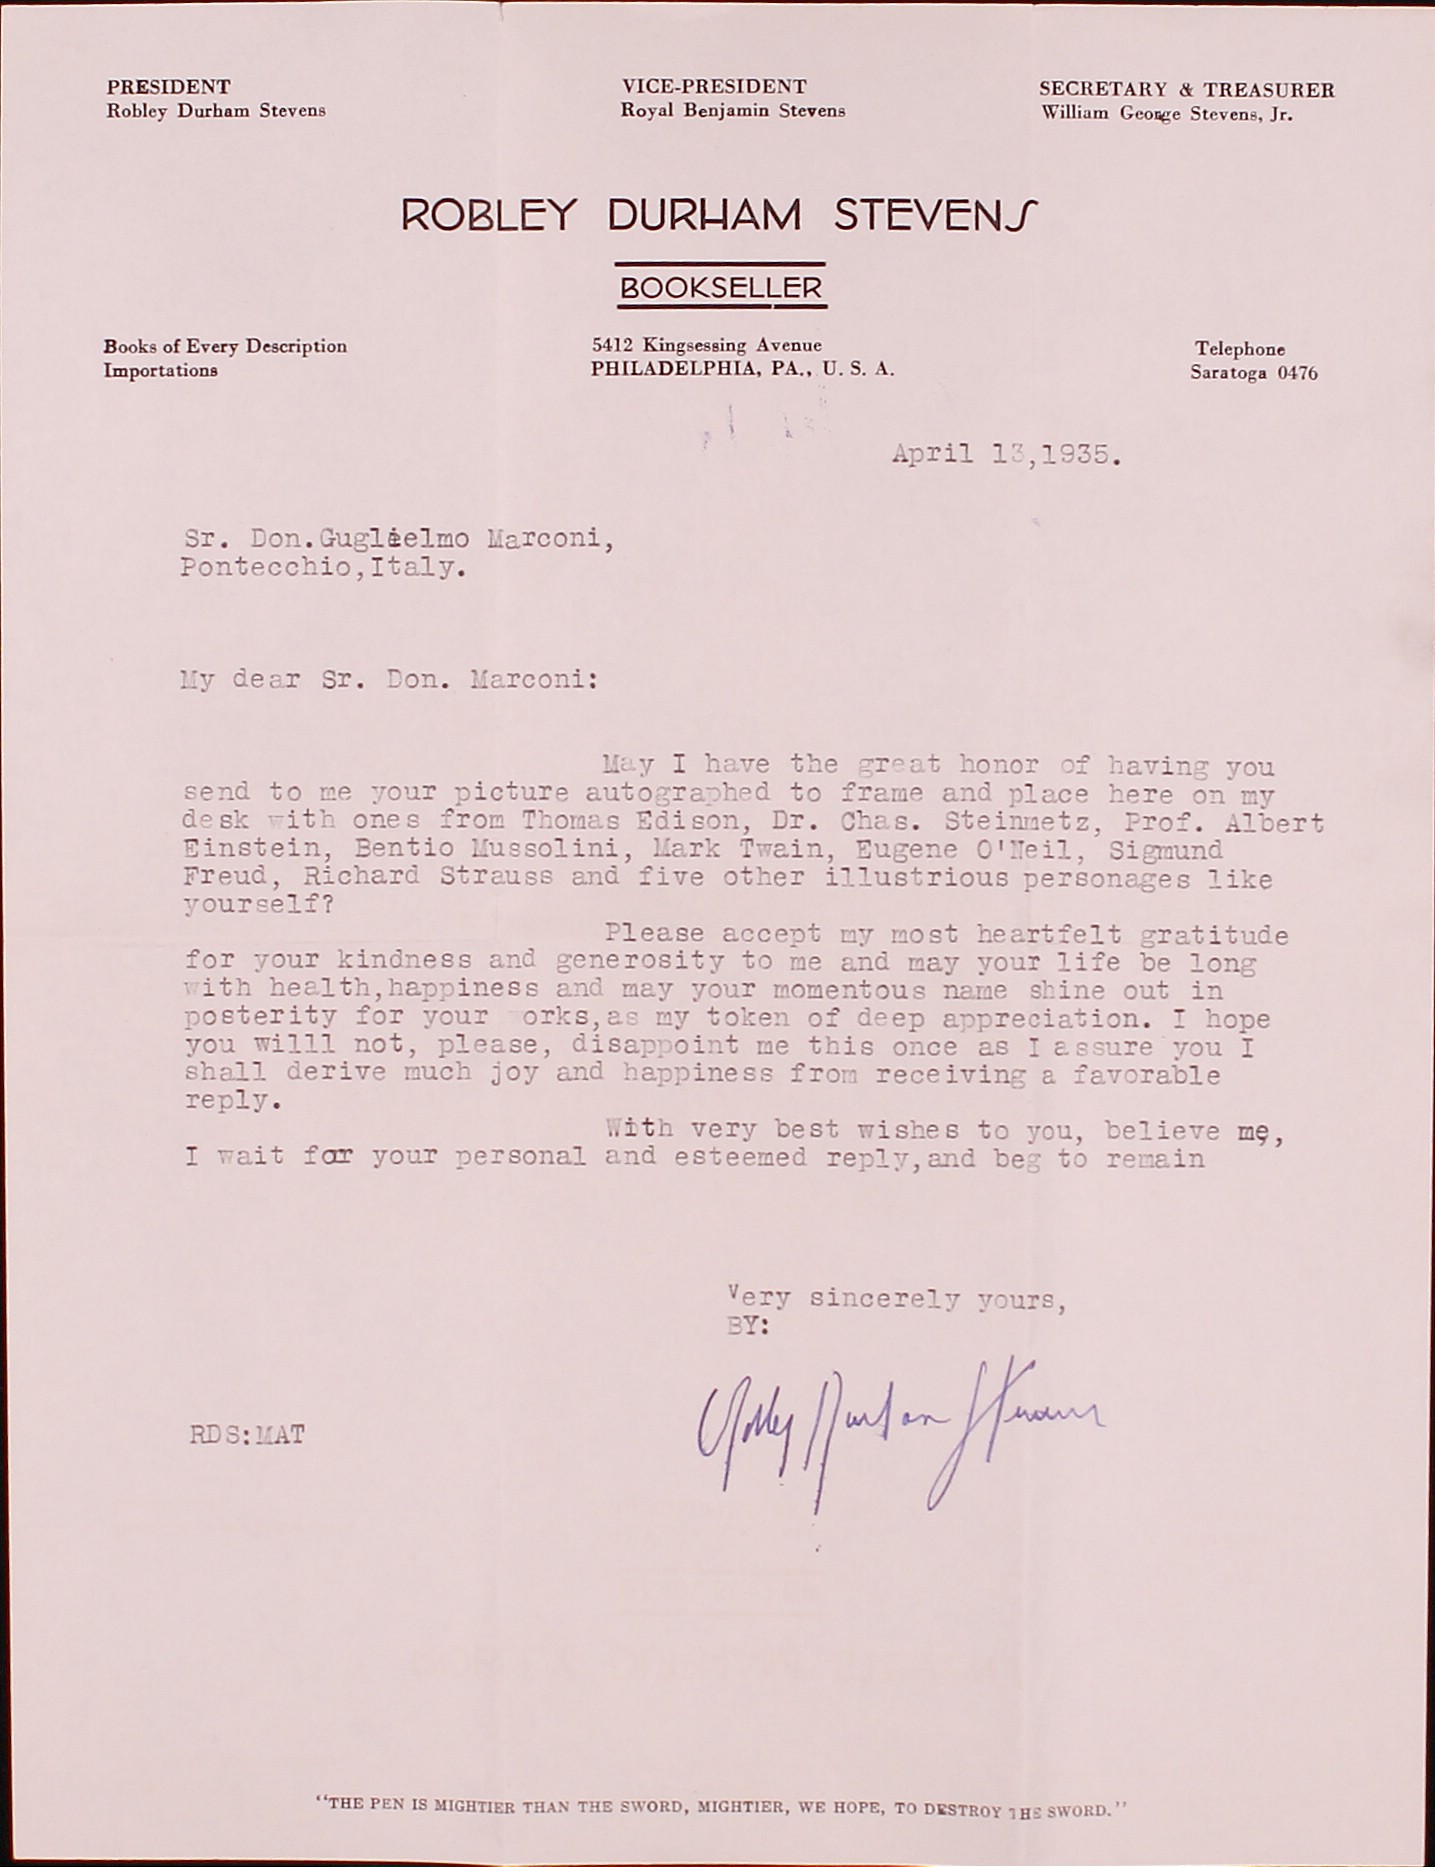 PRESIDENT
Robley Durham Stevens
VICE-PRESIDENT
Royal Benjamin Stevens
SECRETARY & TREASURER
William George Stevens, Jr.
ROBLEY DURHAM STEVENS
BOOKSELLER
Books of Every Description
Importations
5412 Kingsessing Avenue
PHILADELPHIA, PA., U. S. A.
Telephone
Saratoga 0476
April 13,1935.
Sr. Don.Guglielmo Marconi,
Pontecchio,Italy.
My dear Sr. Don. Marconi:
May I have the great honor of having you
send to me your picture autographed to frame and place here on my
desk with ones from Thomas Edison, Dr. Chas. Steinmetz, Prof. Albert
Einstein, Bentio Mussolini, Mark Twain, Eugene O'Neil, Sigmund
Freud, Richard Strauss and five other illustrious personages like
yourself?
Please accept my most heartfelt gratitude
for your kindness and generosity to me and may your life be long
with health,happiness and may your momentous name shine out in
posterity for your orks,as my token of deep appreciation. I hope
you willl not, please, disappoint me this once as I assure you I
shall derive much joy and happiness from receiving a favorable
reply.
With very best wishes to you, believe me,
I wait for your personal and esteemed reply,and beg to remain
Very sincerely yours,
BY:
Robley Durham Stevens
RDS:MAT
"THE PEN IS MIGHTIER THAN THE SWORD, MIGHTIER, WE HOPE, TO DESTROY THE SWORD."